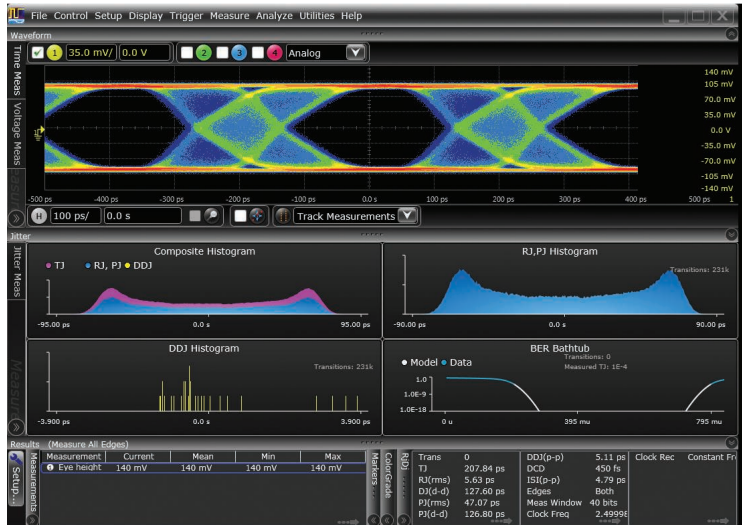 File Control Setup Display Trigger Measure Analyze Utilities Help
Waveform
Time Meas
Voltage Meas
1 35.0 mV/ 0.0 V 2 3 4 Analog
140 mV
105 mV
70.0 mV
35.0 mV
0.0 V
-35.0 mV
-70.0 mV
-105 mV
-140 mV
-500 ps -400 ps -300 ps -200 ps -100 ps 0.0 s 100 ps 200 ps 300 ps 400 ps 500 ps 1
H 100 ps/ 0.0 s Track Measurements
Jitter
Jitter Meas
Composite Histogram
TJ RJ, PJ DDJ
-95.00 ps 0.0 s 95.00 ps
RJ,PJ Histogram
Transitions: 231k
-90.00 ps 0.0 s 90.00 ps
DDJ Histogram
Transitions: 231k
-3.900 ps 0.0 s 3.900 ps
BER Bathtub
Transitions: 0
Model Data
Measured TJ: 1E-4
1.0
1.0E-9
1.0E-18
0 u 395 mu 795 mu
Results (Measure All Edges)
Setup...
Measurements
Measurement Current Mean Min Max
Eye height 140 mV 140 mV 140 mV 140 mV
Markers...
ColorGrade
RJDJ
Trans 0
TJ 207.84 ps
RJ(rms) 5.63 ps
DJ(d-d) 127.60 ps
PJ(rms) 47.07 ps
PJ(d-d) 126.80 ps
DDJ(p-p) 5.11 ps
DCD 450 fs
ISI(p-p) 4.79 ps
Edges Both
Meas Window 40 bits
Clock Freq 2.4999E
Clock Rec Constant Fr